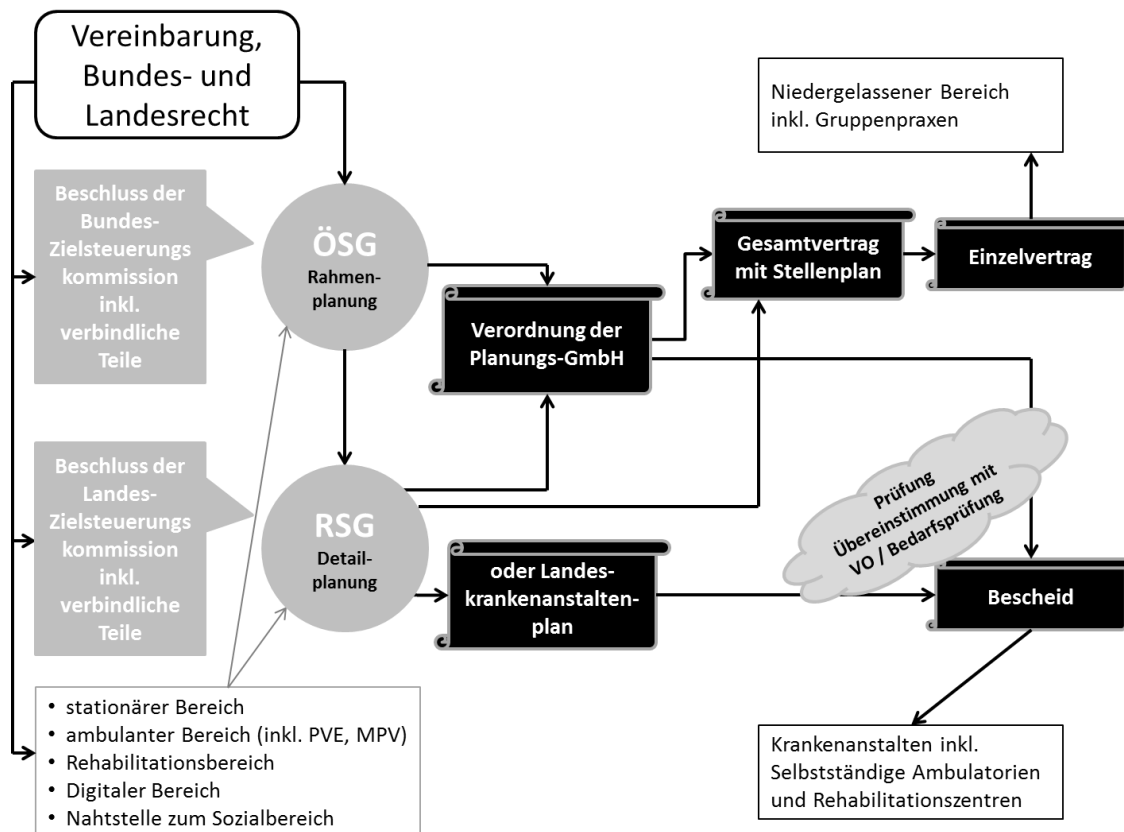 Vereinbarung,
Bundes- und
Landesrecht
Niedergelassener Bereich
inkl. Gruppenpraxen
Beschluss der
Bundes-
Zielsteuerungs
kommission
inkl.
verbindliche
Teile
ÖSG
Rahmen-
planung
Gesamtvertrag
mit Stellenplan
Einzelvertrag
Verordnung der
Planungs-GmbH
Beschluss der
Landes-
Zielsteuerungs
kommission
inkl.
verbindliche
Teile
RSG
Detail-
planung
oder Landes-
krankenanstalten-
plan
Prüfung
Übereinstimmung mit
VO / Bedarfsprüfung
Bescheid
• stationärer Bereich
• ambulanter Bereich (inkl. PVE, MPV)
• Rehabilitationsbereich
• Digitaler Bereich
• Nahtstelle zum Sozialbereich
Krankenanstalten inkl.
Selbstständige Ambulatorien
und Rehabilitationszentren